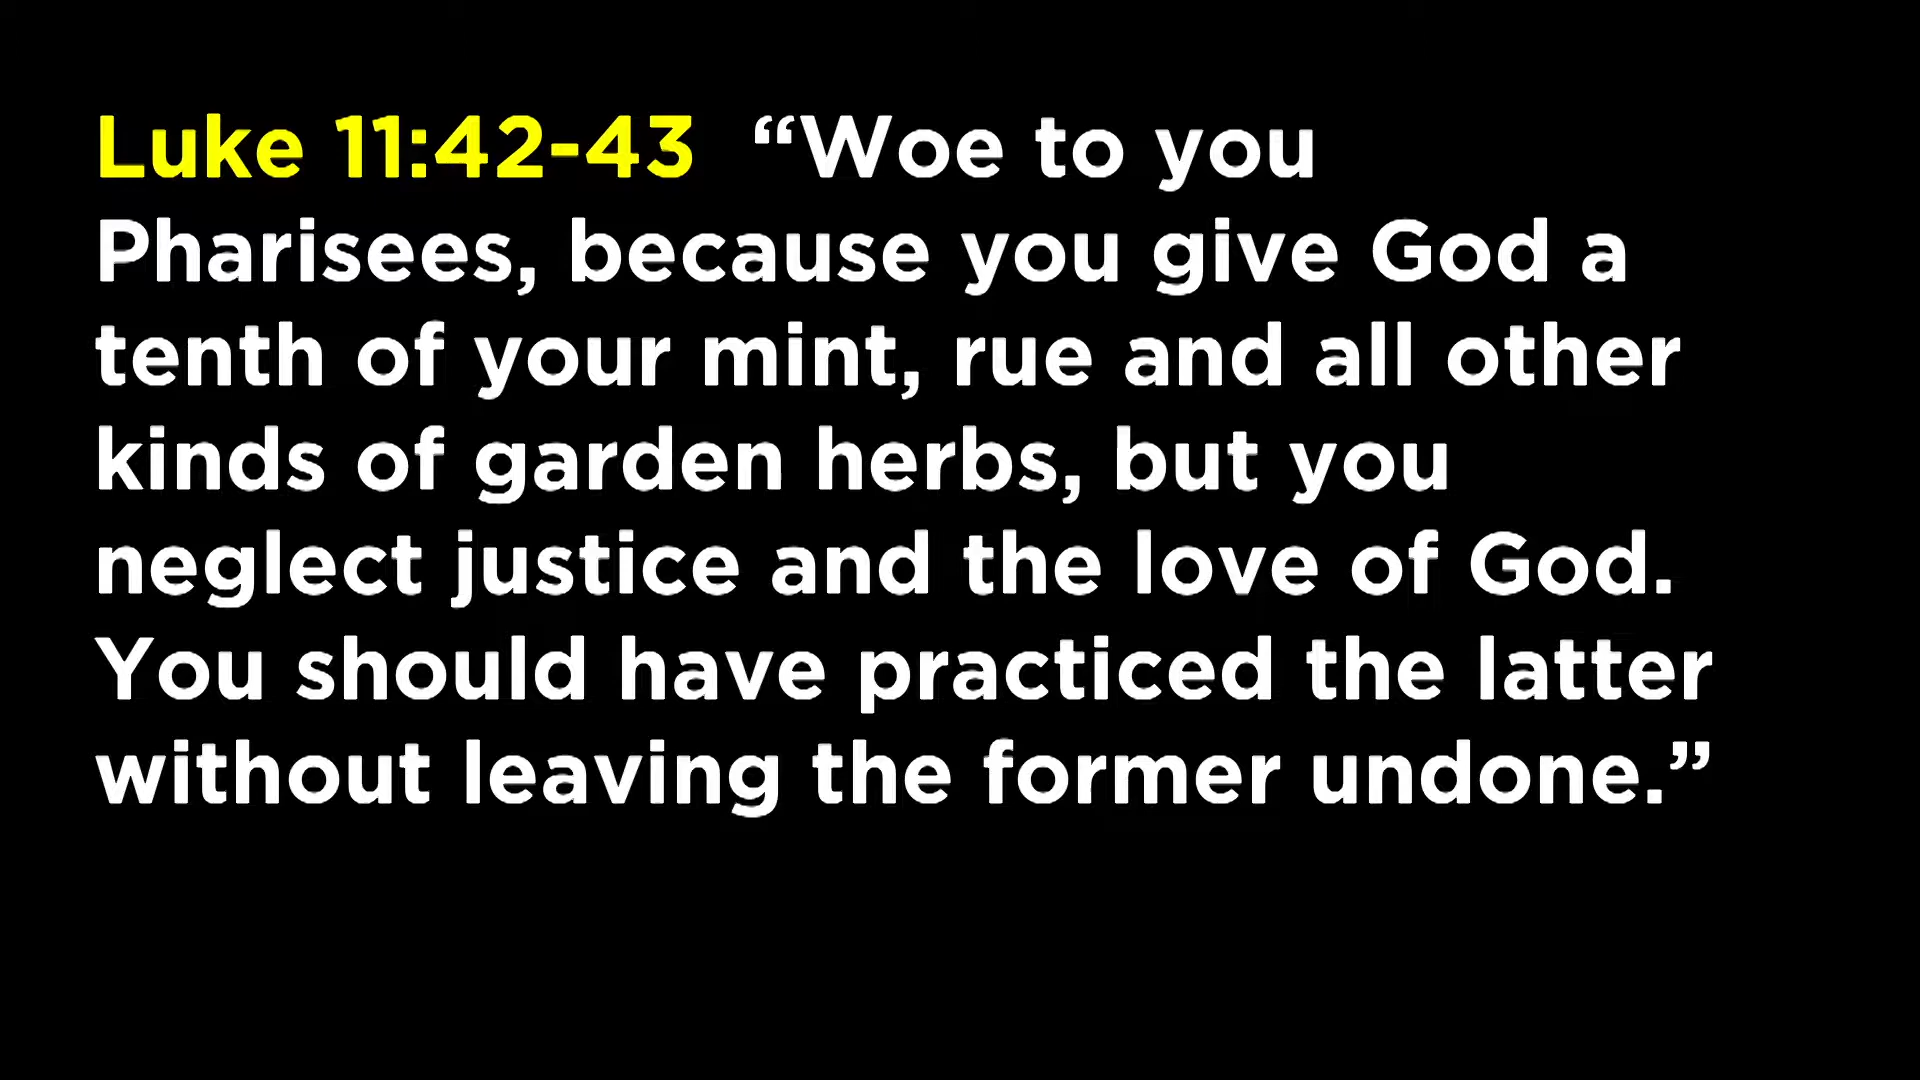 Luke 11:42-43 “Woe to you
Pharisees, because you give God a
tenth of your mint, rue and all other
kinds of garden herbs, but you
neglect justice and the love of God.
You should have practiced the latter
without leaving the former undone.”